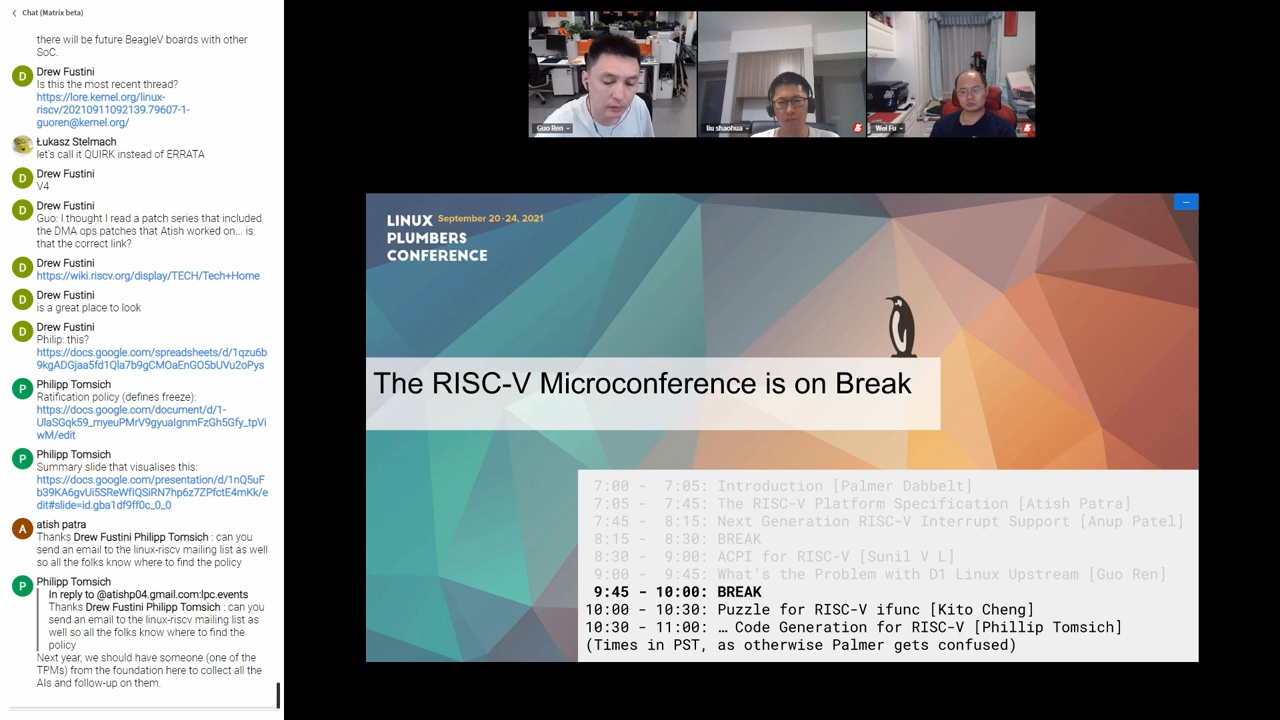 Chat (Matrix beta)
there will be future BeagleV boards with other
SoC.
D
Drew Fustini
Is this the most recent thread?
https://lore.kernel.org/linux-
riscv/20210911092139.79607-1-
guoren@kernel.org/
Łukasz Stelmach
let's call it QUIRK instead of ERRATA
D
Drew Fustini
V4
D
Drew Fustini
Guo: I thought I read a patch series that included
the DMA ops patches that Atish worked on... is
that the correct link?
D
Drew Fustini
https://wiki.riscv.org/display/TECH/Tech+Home
D
Drew Fustini
is a great place to look
D
Drew Fustini
Philip: this?
https://docs.google.com/spreadsheets/d/1qzu6b
9kgADGjaa5fd1Qla7b9gCMOaEnGO5bUVu2oPys
P
Philipp Tomsich
Ratification policy (defines freeze):
https://docs.google.com/document/d/1-
UlaSGqk59_myeuPMrV9gyuaIgnmFzGh5Gfy_tpVi
wM/edit
P
Philipp Tomsich
Summary slide that visualises this:
https://docs.google.com/presentation/d/1nQ5uF
b39KA6gvUi5SReWflQSiRN7hp6z7ZPfctE4mKk/e
dit#slide=id.gba1df9ff0c_0_0
A
atish patra
Thanks Drew Fustini Philipp Tomsich : can you
send an email to the linux-riscv mailing list as well
so all the folks know where to find the policy
P
Philipp Tomsich
In reply to @atishp04.gmail.com:lpc.events
Thanks Drew Fustini Philipp Tomsich : can you
send an email to the linux-riscv mailing list as
well so all the folks know where to find the
policy
Next year, we should have someone (one of the
TPMs) from the foundation here to collect all the
AIs and follow-up on them.
Guo Ren
liu shaohua
Wei Fu
LINUX September 20-24, 2021
PLUMBERS
CONFERENCE
The RISC-V Microconference is on Break
7:00 - 7:05: Introduction [Palmer Dabbelt]
7:05 - 7:45: The RISC-V Platform Specification [Atish Patra]
7:45 - 8:15: Next Generation RISC-V Interrupt Support [Anup Patel]
8:15 - 8:30: BREAK
8:30 - 9:00: ACPI for RISC-V [Sunil V L]
9:00 - 9:45: What's the Problem with D1 Linux Upstream [Guo Ren]
9:45 - 10:00: BREAK
10:00 - 10:30: Puzzle for RISC-V ifunc [Kito Cheng]
10:30 - 11:00: … Code Generation for RISC-V [Phillip Tomsich]
(Times in PST, as otherwise Palmer gets confused)